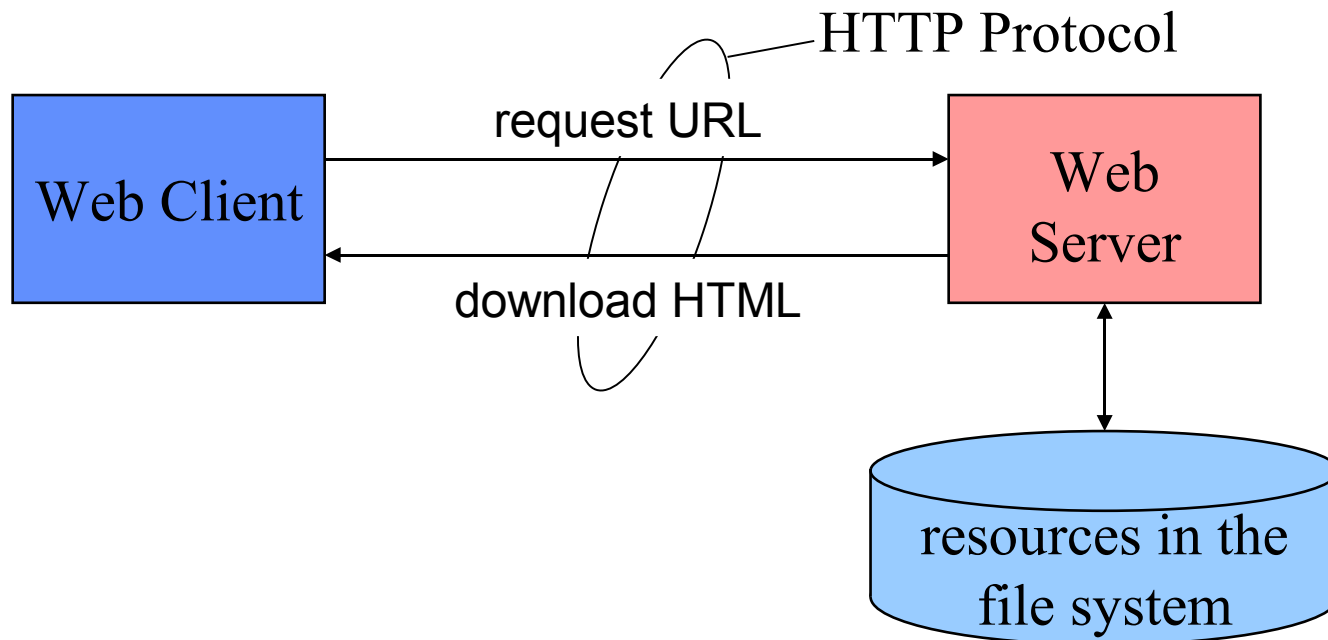 HTTP Protocol
request URL
Web Client
Web
Server
download HTML
resources in the
file system